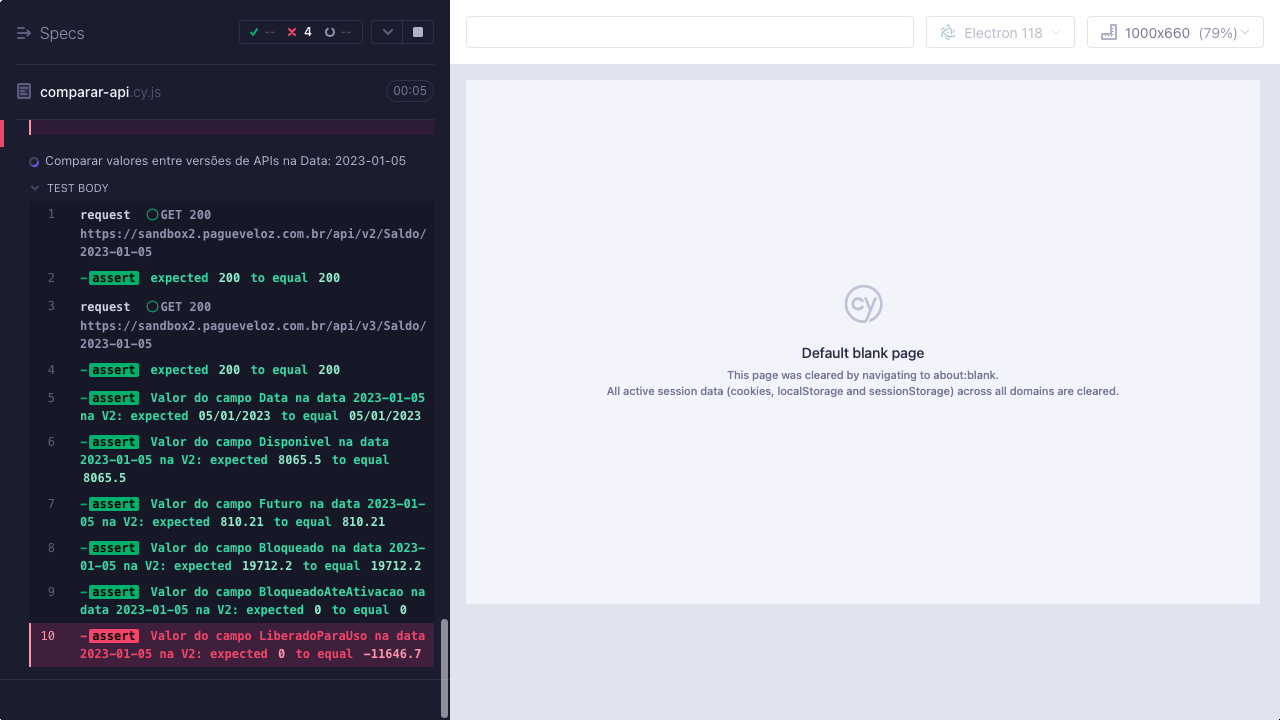 Specs
--
4
--
comparar-api.cy.js
00:05
Comparar valores entre versões de APIs na Data: 2023-01-05
TEST BODY
1 request GET 200
https://sandbox2.pagueveloz.com.br/api/v2/Saldo/
2023-01-05
2 -assert expected 200 to equal 200
3 request GET 200
https://sandbox2.pagueveloz.com.br/api/v3/Saldo/
2023-01-05
4 -assert expected 200 to equal 200
5 -assert Valor do campo Data na data 2023-01-05
na V2: expected 05/01/2023 to equal 05/01/2023
6 -assert Valor do campo Disponivel na data
2023-01-05 na V2: expected 8065.5 to equal
8065.5
7 -assert Valor do campo Futuro na data 2023-01-
05 na V2: expected 810.21 to equal 810.21
8 -assert Valor do campo Bloqueado na data 2023-
01-05 na V2: expected 19712.2 to equal 19712.2
9 -assert Valor do campo BloqueadoAteAtivacao na
data 2023-01-05 na V2: expected 0 to equal 0
10 -assert Valor do campo LiberadoParaUso na data
2023-01-05 na V2: expected 0 to equal -11646.7
Electron 118
1000x660 (79%)
cy
Default blank page
This page was cleared by navigating to about:blank.
All active session data (cookies, localStorage and sessionStorage) across all domains are cleared.